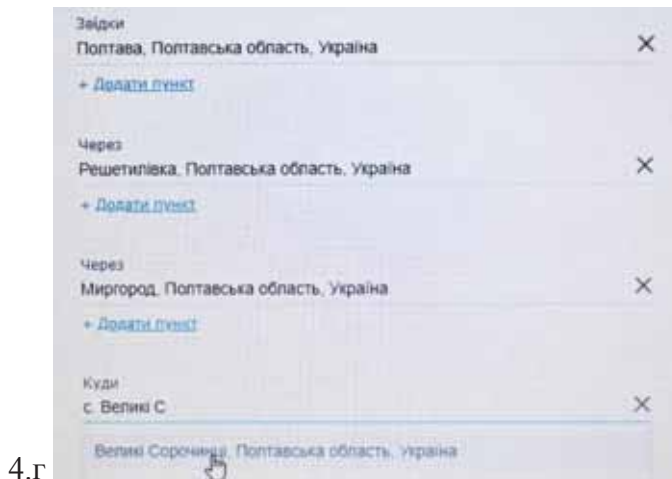 Звідки
Полтава, Полтавська область, Україна
+ Додати пункт
Через
Решетилівка, Полтавська область, Україна
+ Додати пункт
Через
Миргород, Полтавська область, Україна
+ Додати пункт
Куди
с. Великі С
Великі Сорочинці, Полтавська область, Україна
4.г